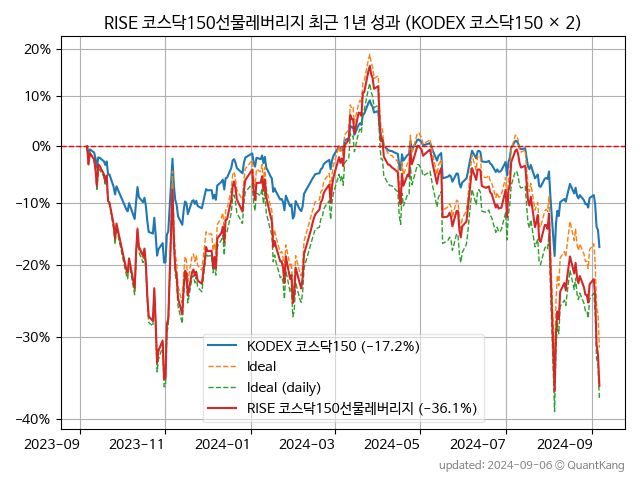 RISE 코스닥150선물레버리지 최근 1년 성과 (KODEX 코스닥150 × 2)
20%
10%
0%
−10%
−20%
−30%
−40%
KODEX 코스닥150 (−17.2%)
Ideal
Ideal (daily)
RISE 코스닥150선물레버리지 (−36.1%)
2023-09
2023-11
2024-01
2024-03
2024-05
2024-07
2024-09
updated: 2024-09-06 © QuantKang